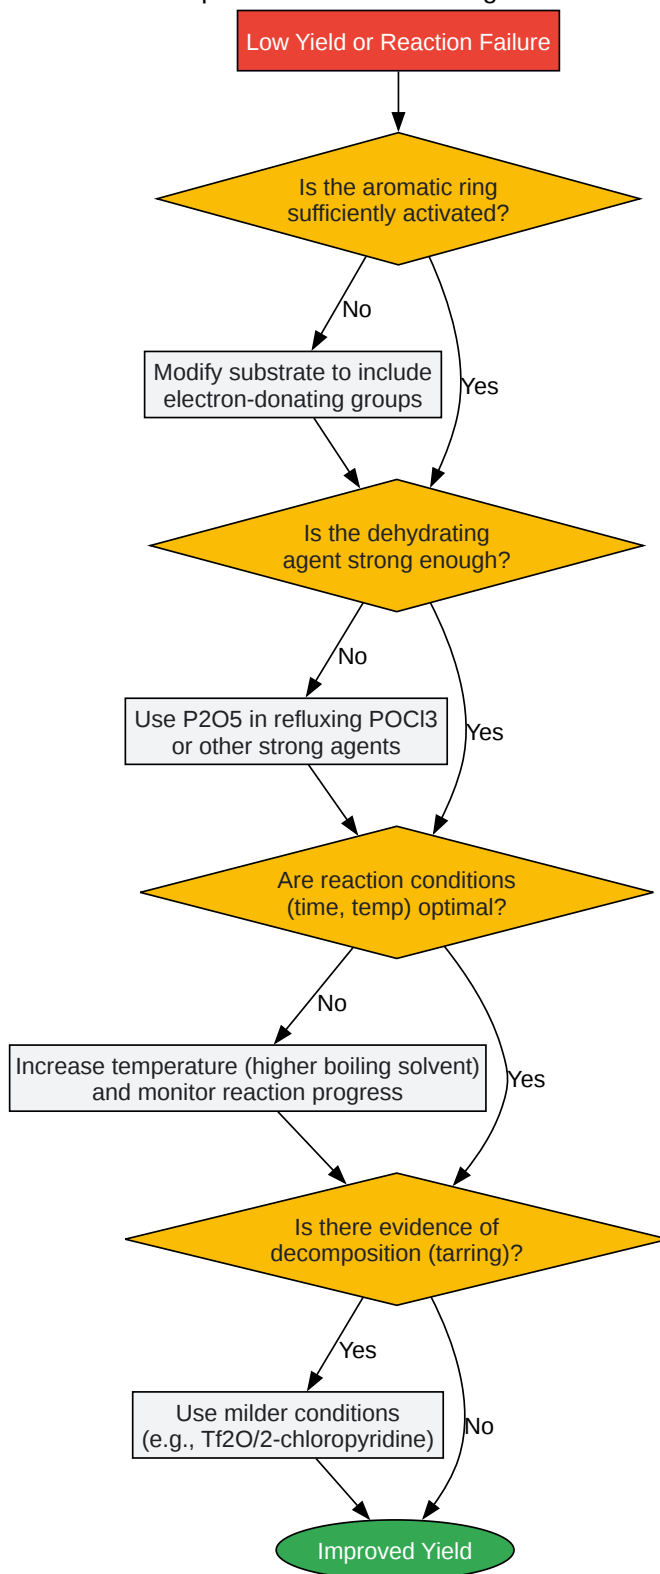 Low Yield or Reaction Failure
Is the aromatic ring
sufficiently activated?
No
Modify substrate to include
electron-donating groups
Yes
Is the dehydrating
agent strong enough?
No
Use P2O5 in refluxing POCl3
or other strong agents
Yes
Are reaction conditions
(time, temp) optimal?
No
Increase temperature (higher boiling solvent)
and monitor reaction progress
Yes
Is there evidence of
decomposition (tarring)?
Yes
Use milder conditions
(e.g., Tf2O/2-chloropyridine)
No
Improved Yield